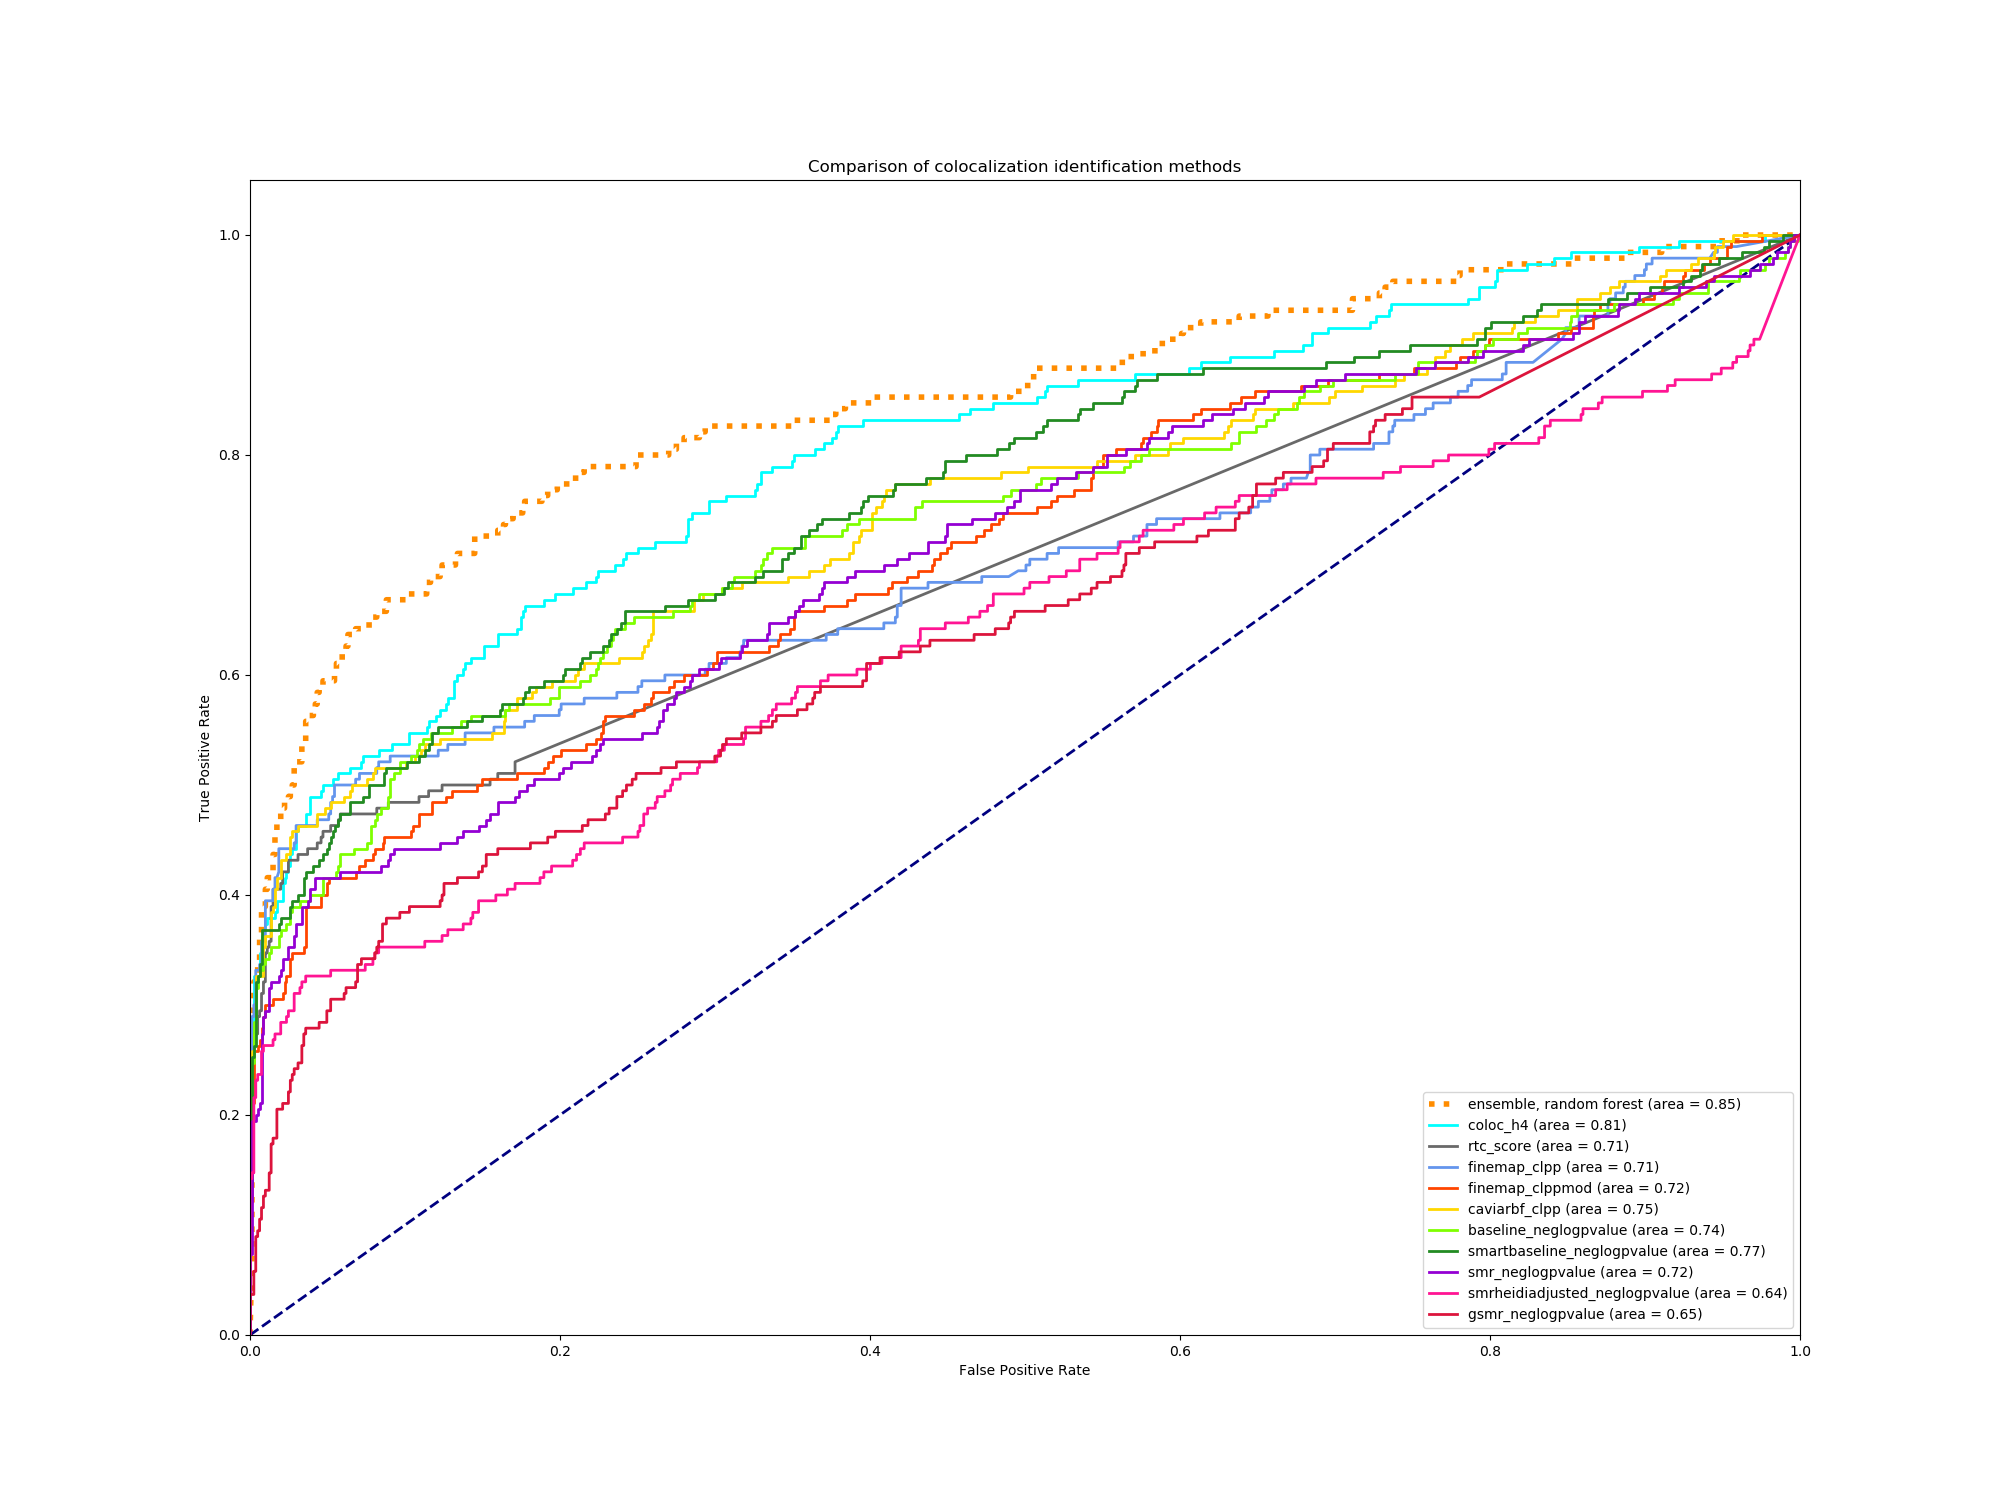 Comparison of colocalization identification methods
True Positive Rate
1.0
0.8
0.6
0.4
0.2
0.0
ensemble, random forest (area = 0.85)
coloc_h4 (area = 0.81)
rtc_score (area = 0.71)
finemap_clpp (area = 0.71)
finemap_clppmod (area = 0.72)
caviarbf_clpp (area = 0.75)
baseline_neglogpvalue (area = 0.74)
smartbaseline_neglogpvalue (area = 0.77)
smr_neglogpvalue (area = 0.72)
smrheidiadjusted_neglogpvalue (area = 0.64)
gsmr_neglogpvalue (area = 0.65)
0.0 0.2 0.4 0.6 0.8 1.0
False Positive Rate